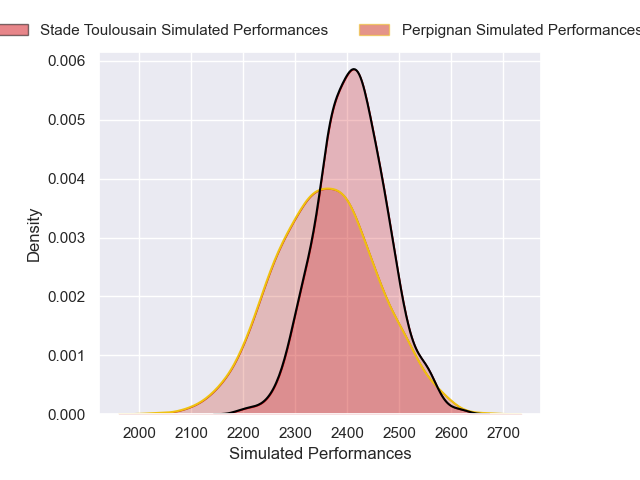 Stade Toulousain Simulated Performances
Perpignan Simulated Performances
0.006
0.005
0.004
0.003
0.002
0.001
0.000
Density
2000 2100 2200 2300 2400 2500 2600 2700
Simulated Performances